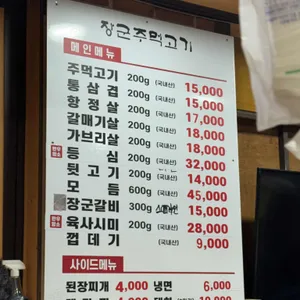 장군주먹고기
메인메뉴
주먹고기 200g (국내산) 15,000
통삼겹 200g (국내산) 15,000
항정살 200g (국내산) 17,000
갈매기살 200g (국내산) 18,000
가브리살 200g (국내산) 18,000
등심 200g (국내산) 32,000
뒷고기 200g 14,000
모듬 600g (국내산) 45,000
장군갈비 300g 15,000
육사시미 200g (국내산) 28,000
껍데기 (국내산) 9,000
사이드메뉴
된장찌개 4,000 냉면 6,000